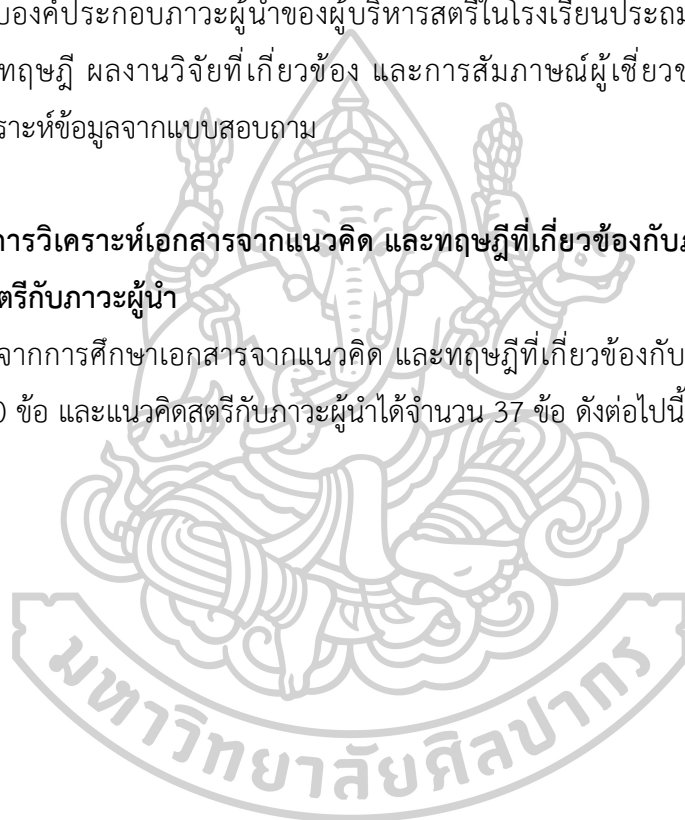 บองค์ประกอบภาวะผู้นำของผู้บริหารสตรีในโรงเรียนประถม
ทฤษฎี ผลงานวิจัยที่เกี่ยวข้อง และการสัมภาษณ์ผู้เชี่ยวช
ราะห์ข้อมูลจากแบบสอบถาม
การวิเคราะห์เอกสารจากแนวคิด และทฤษฎีที่เกี่ยวข้องกับภ
ตรีกับภาวะผู้นำ
จากการศึกษาเอกสารจากแนวคิด และทฤษฎีที่เกี่ยวข้องกับ
0 ข้อ และแนวคิดสตรีกับภาวะผู้นำได้จำนวน 37 ข้อ ดังต่อไปนี้
มหาวิทยาลัยศิลปากร